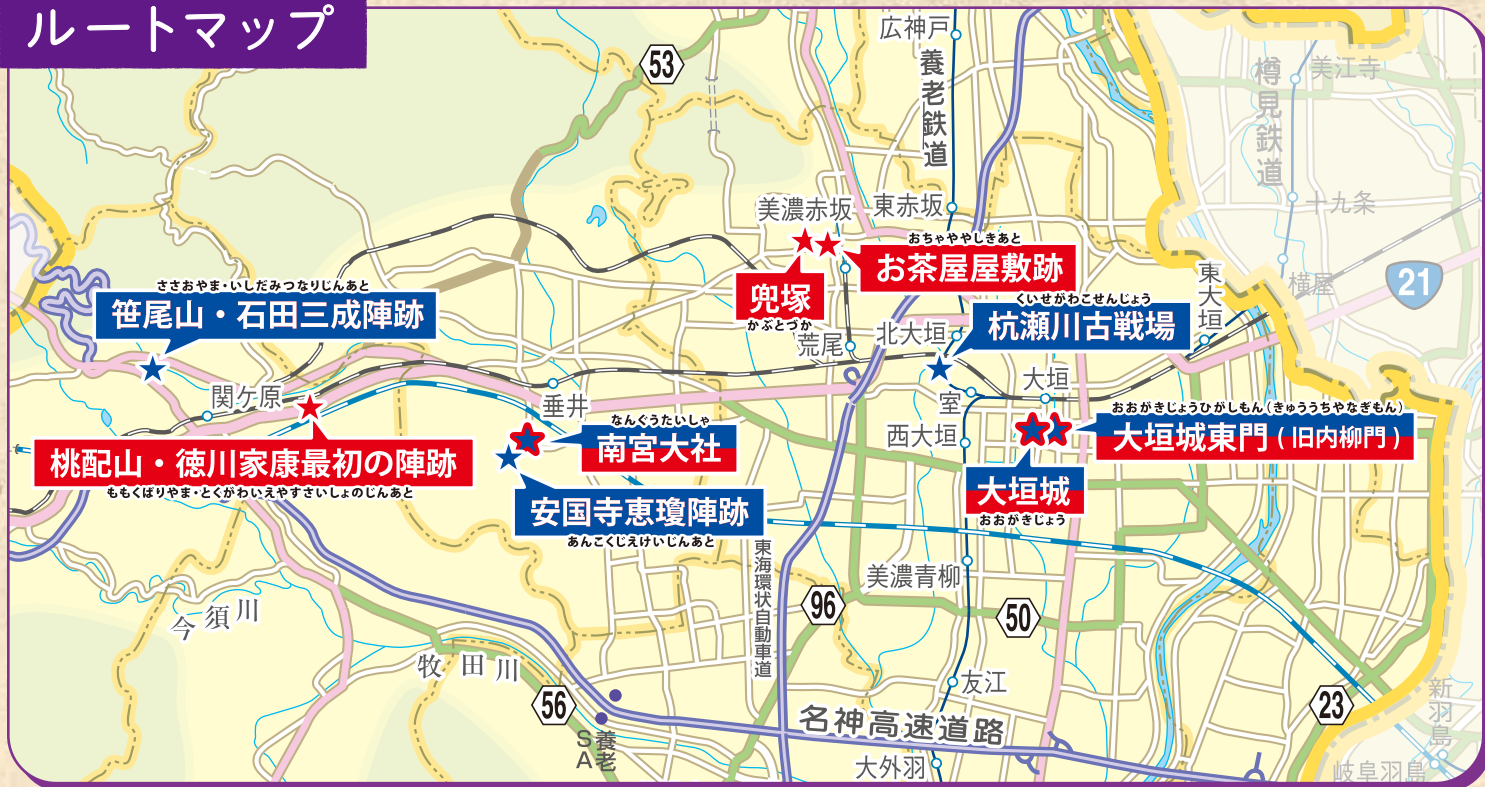 ルートマップ
広神戸
養老鉄道
53
樽見鉄道
美江寺
十九条
美濃赤坂
東赤坂
おちゃややしきあと
お茶屋屋敷跡
兜塚
かぶとづか
荒尾
北大垣
くいせがわこせんじょう
杭瀬川古戦場
東大垣
横屋
21
ささおやま・いしだみつなりじんあと
笹尾山・石田三成陣跡
関ケ原
垂井
桃配山・徳川家康最初の陣跡
ももくばりやま・とくがわいえやすさいしょのじんあと
なんぐうたいしゃ
南宮大社
安国寺恵瓊陣跡
あんこくじえけいじんあと
室
大垣
西大垣
おおがきじょうひがしもん(きゅううちやなぎもん)
大垣城東門(旧内柳門)
大垣城
おおがきじょう
東海環状自動車道
美濃青柳
96
50
今須川
牧田川
56
養老SA
友江
名神高速道路
大外羽
23
新羽島
岐阜羽島